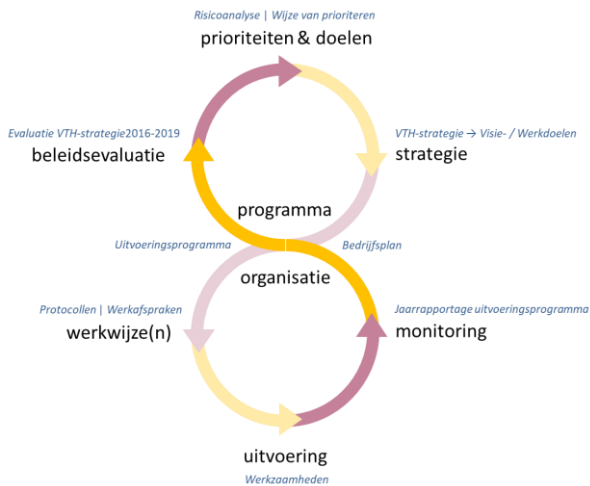 Risicoanalyse | Wijze van prioriteren
prioriteiten & doelen
Evaluatie VTH-strategie2016-2019
beleidsevaluatie
VTH-strategie → Visie- / Werkdoelen
strategie
programma
Uitvoeringsprogramma
Bedrijfsplan
organisatie
Protocollen | Werkafspraken
werkwijze(n)
Jaarrapportage uitvoeringsprogramma
monitoring
uitvoering
Werkzaamheden